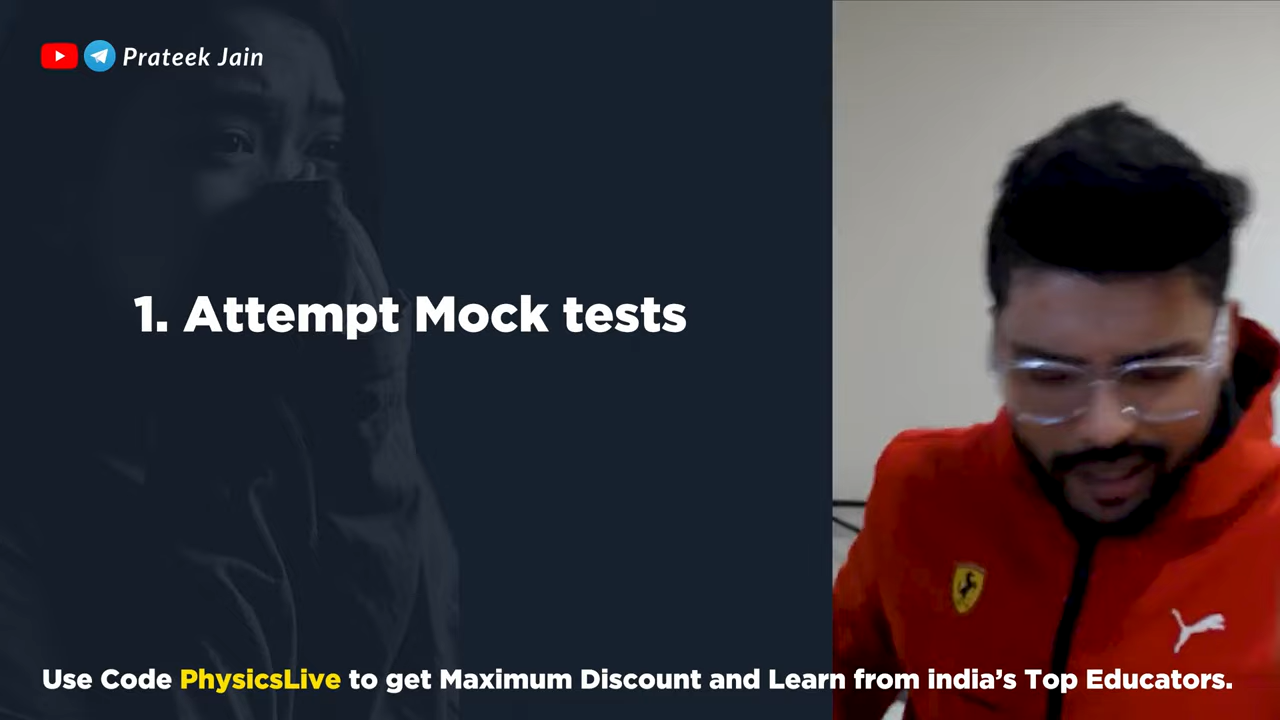 Prateek Jain
1. Attempt Mock tests
Use Code PhysicsLive to get Maximum Discount and Learn from india's Top Educators.